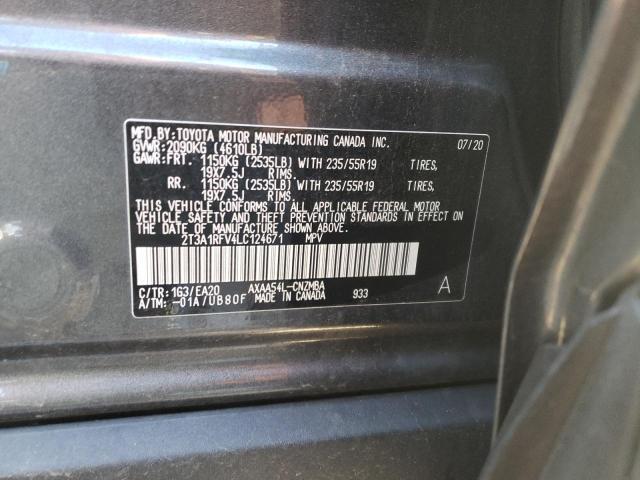 MFD.BY: TOYOTA MOTOR MANUFACTURING CANADA INC. 07/20
GVWR: 2090KG (4610LB)
GAWR: FRT. 1150KG (2535LB) WITH 235/55R19 TIRES,
19X7.5J RIMS.
RR. 1150KG (2535LB) WITH 235/55R19 TIRES,
19X7.5J RIMS.
THIS VEHICLE CONFORMS TO ALL APPLICABLE FEDERAL MOTOR
VEHICLE SAFETY AND THEFT PREVENTION STANDARDS IN EFFECT ON
THE DATE OF MANUFACTURE SHOWN ABOVE.
2T3A1RFV4LC124671 MPV
C/TR: 1G3/EA20 AXAA54L-CNZMBA
A/TM: -01A/UB80F MADE IN CANADA 933 A